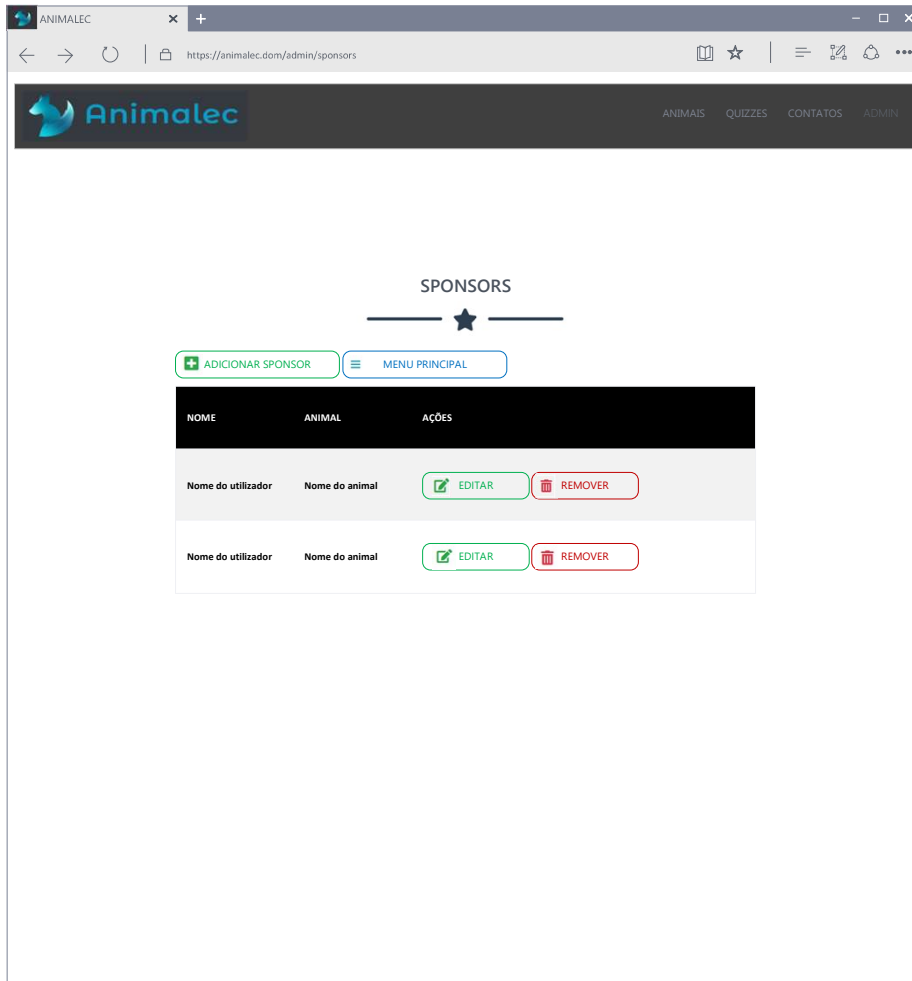 ANIMALEC
https://animalec.dom/admin/sponsors
Animalec
ANIMAIS QUIZZES CONTATOS ADMIN
SPONSORS
ADICIONAR SPONSOR MENU PRINCIPAL
NOME ANIMAL AÇÕES
Nome do utilizador Nome do animal EDITAR REMOVER
Nome do utilizador Nome do animal EDITAR REMOVER